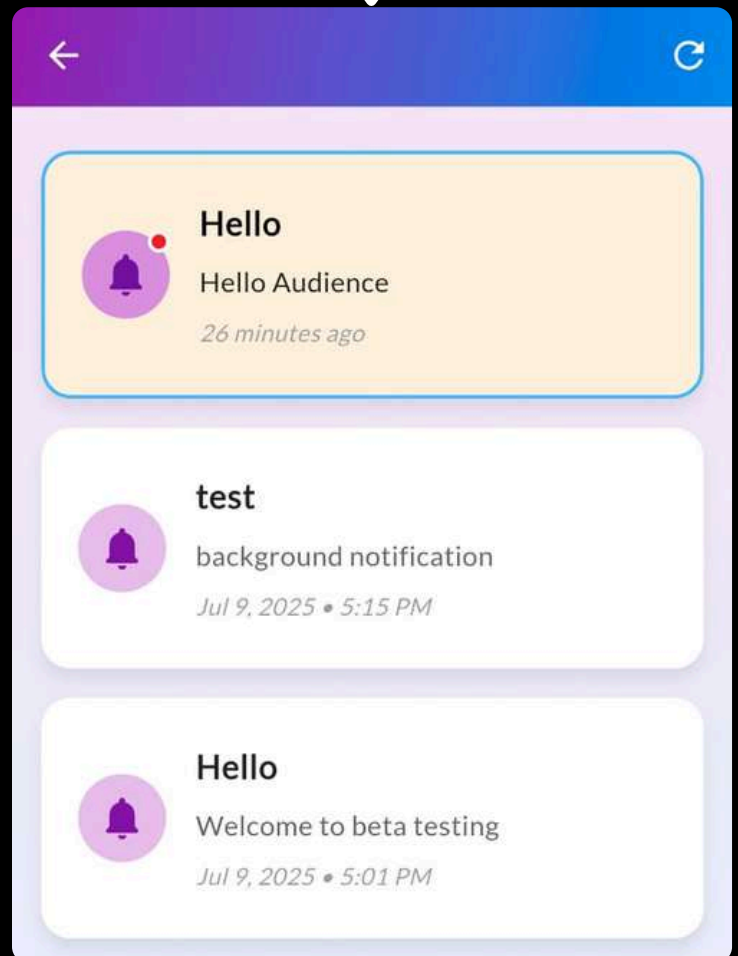 Hello
Hello Audience
26 minutes ago
test
background notification
Jul 9, 2025 • 5:15 PM
Hello
Welcome to beta testing
Jul 9, 2025 • 5:01 PM